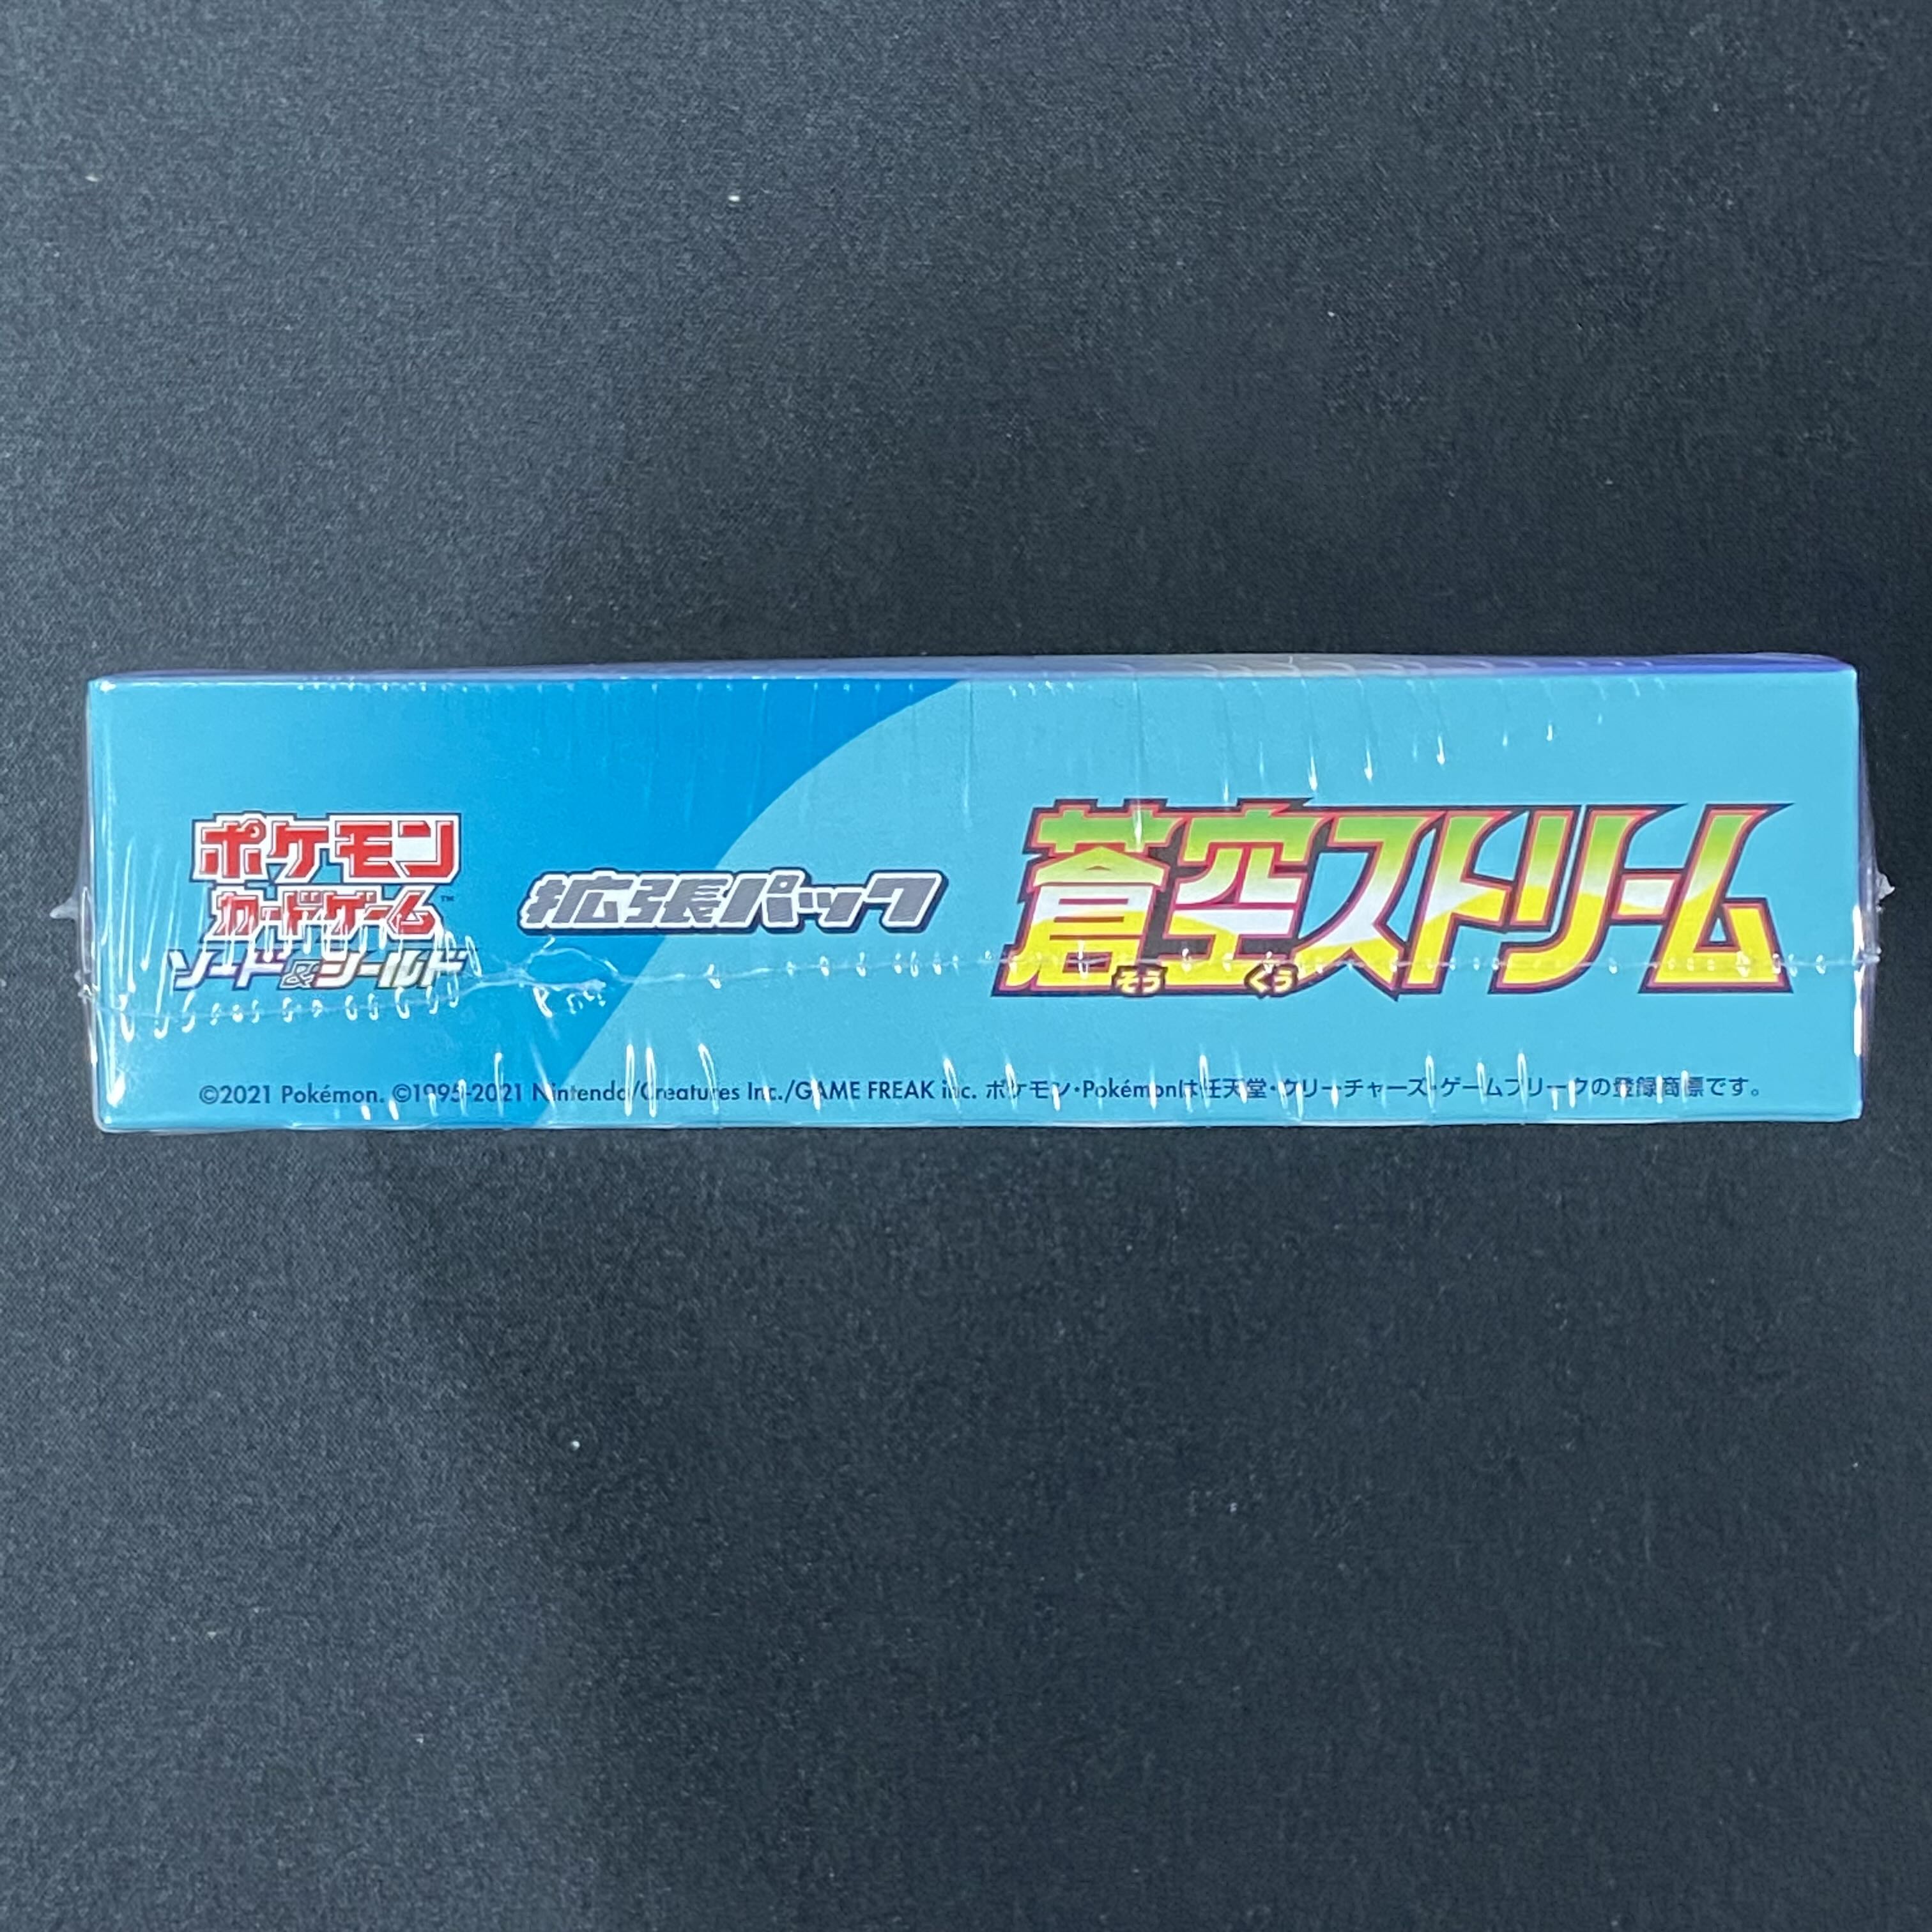 ポケモン
カードゲーム™
ソード&シールド
拡張パック
蒼空ストリーム
そう くう
©2021 Pokémon. ©1995-2021 Nintendo/Creatures Inc./GAME FREAK inc. ポケモン・Pokémonは任天堂・クリーチャーズ・ゲームフリークの登録商標です。